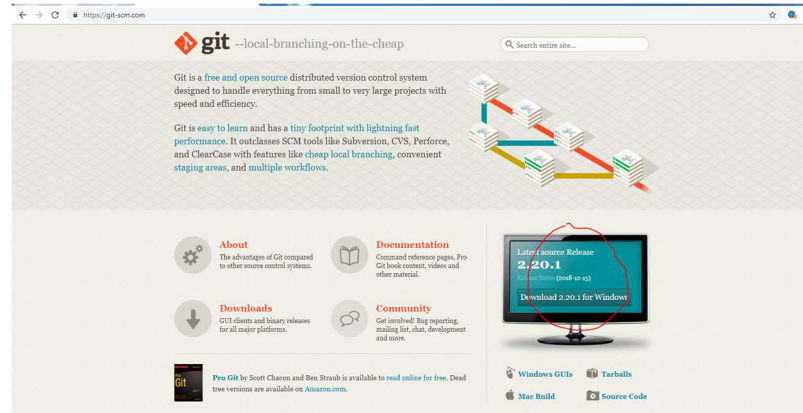 https://git-scm.com
git --local-branching-on-the-cheap
Search entire site...
Git is a free and open source distributed version control system
designed to handle everything from small to very large projects with
speed and efficiency.
Git is easy to learn and has a tiny footprint with lightning fast
performance. It outclasses SCM tools like Subversion, CVS, Perforce,
and ClearCase with features like cheap local branching, convenient
staging areas, and multiple workflows.
About
The advantages of Git compared
to other source control systems.
Documentation
Command reference pages, Pro
Git book content, videos and
other material.
Downloads
GUI clients and binary releases
for all major platforms.
Community
Get involved! Bug reporting,
mailing list, chat, development
and more.
Latest source Release
2.20.1
Release Notes (2018-12-15)
Download 2.20.1 for Windows
Git
Pro Git by Scott Chacon and Ben Straub is available to read online for free. Dead
tree versions are available on Amazon.com.
Windows GUIs
Tarballs
Mac Build
Source Code